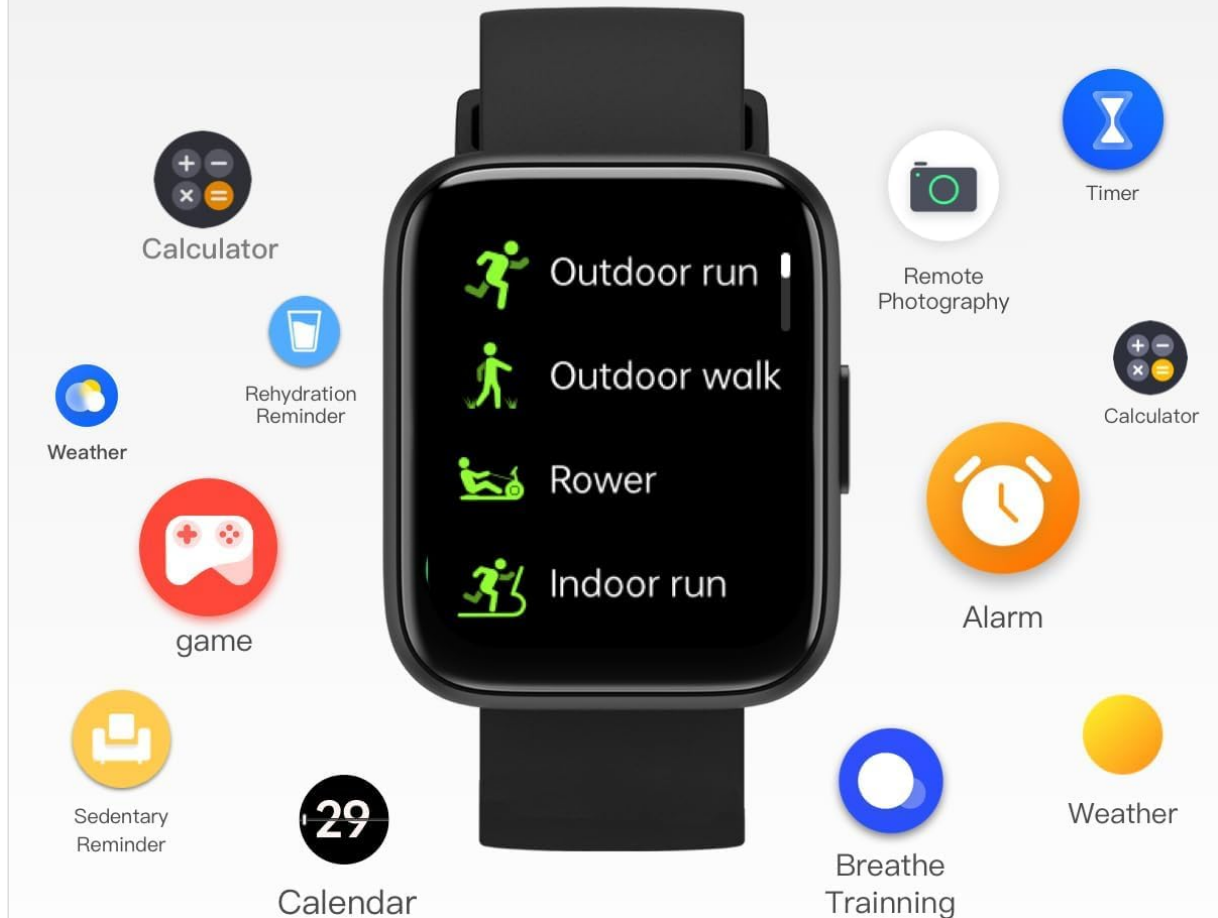 Calculator
Rehydration
Reminder
Weather
game
Sedentary
Reminder
29
Calendar
Outdoor run
Outdoor walk
Rower
Indoor run
Timer
Remote
Photography
Calculator
Alarm
Weather
Breathe
Trainning